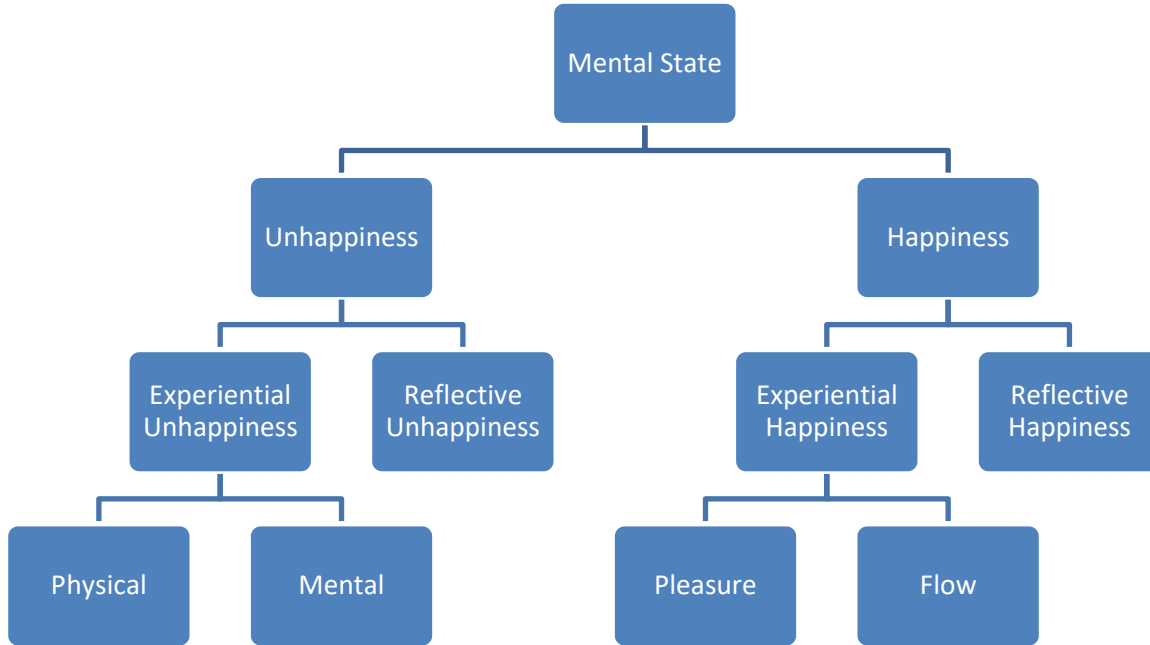 Mental State
Unhappiness
Happiness
Experiential
Unhappiness
Reflective
Unhappiness
Experiential
Happiness
Reflective
Happiness
Physical
Mental
Pleasure
Flow